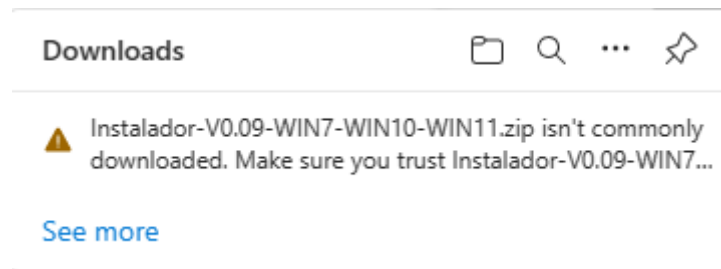 Downloads
Instalador-V0.09-WIN7-WIN10-WIN11.zip isn't commonly
downloaded. Make sure you trust Instalador-V0.09-WIN7...
See more